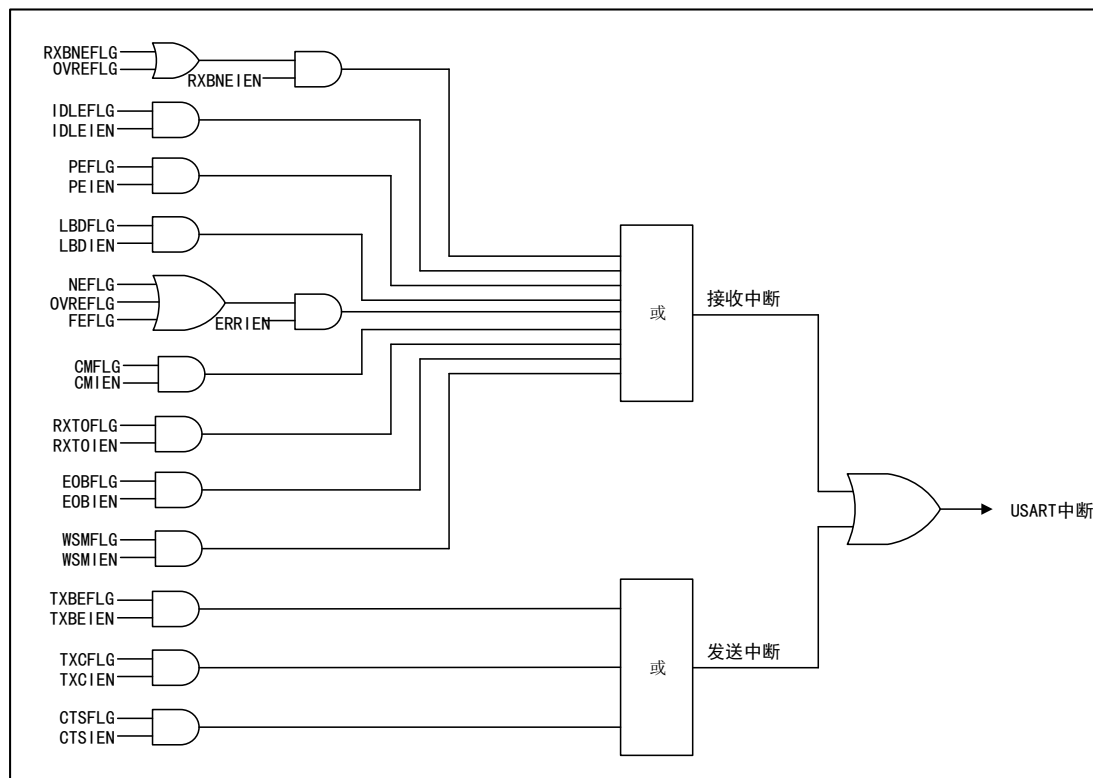 RXBNEFLG
OVREFLG
RXBNEIEN
IDLEFLG
IDLEIEN
PEFLG
PEIEN
LBDFLG
LBDIEN
NEFLG
OVREFLG
FEFLG
ERRIEN
CMFLG
CMIEN
RXTOFLG
RXTOIEN
EOBFLG
EOBIEN
WSMFLG
WSMIEN
或
接收中断
TXBEFLG
TXBEIEN
TXCFLG
TXCIEN
CTSFLG
CTSIEN
或
发送中断
USART中断